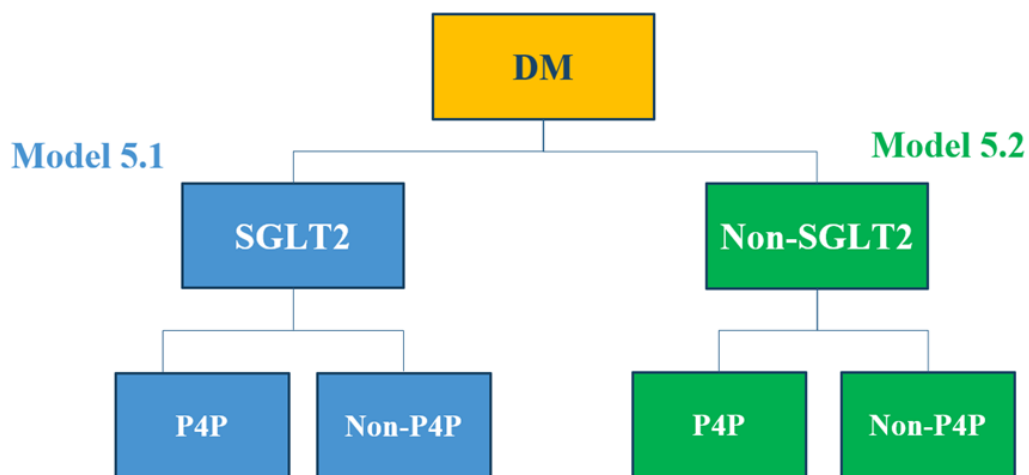 DM
Model 5.1
Model 5.2
SGLT2
Non-SGLT2
P4P
Non-P4P
P4P
Non-P4P